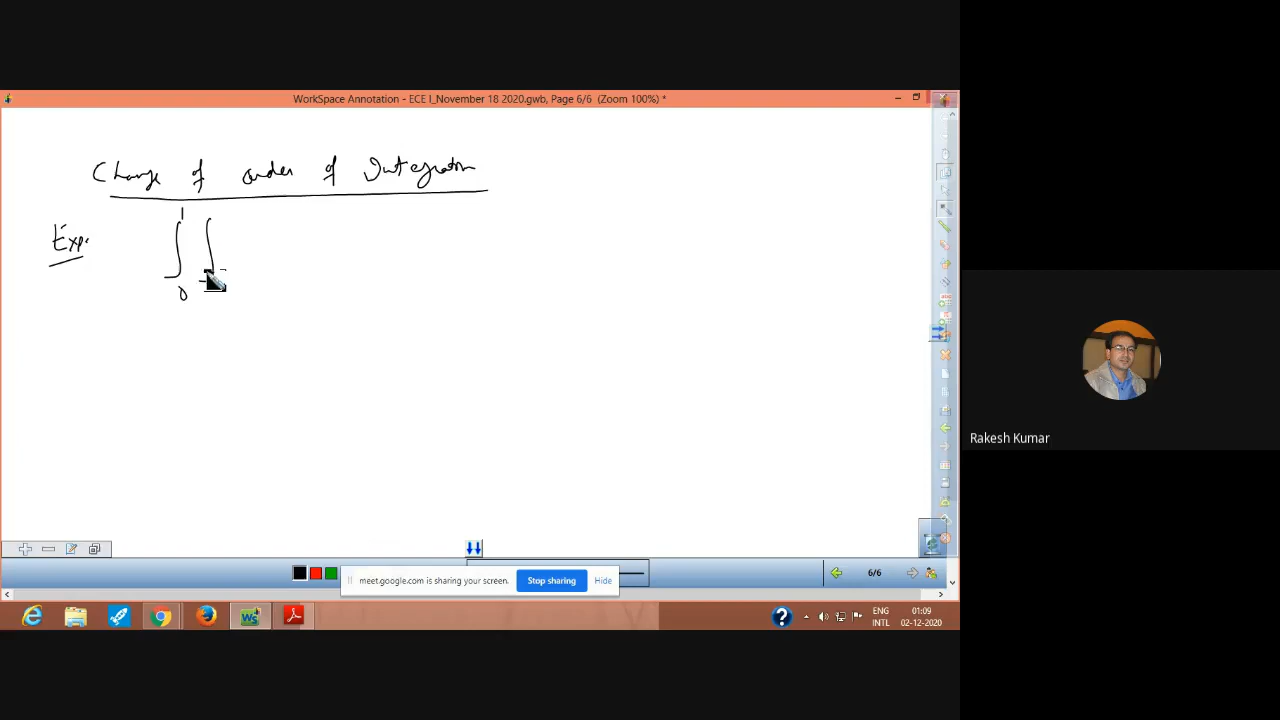 WorkSpace Annotation - ECE I_November 18 2020.gwb, Page 6/6 (Zoom 100%) *
Change of order of Integration
Exp.
1
∫ ∫
0
Rakesh Kumar
6/6
meet.google.com is sharing your screen.
Stop sharing
Hide
ENG
INTL
01:09
02-12-2020